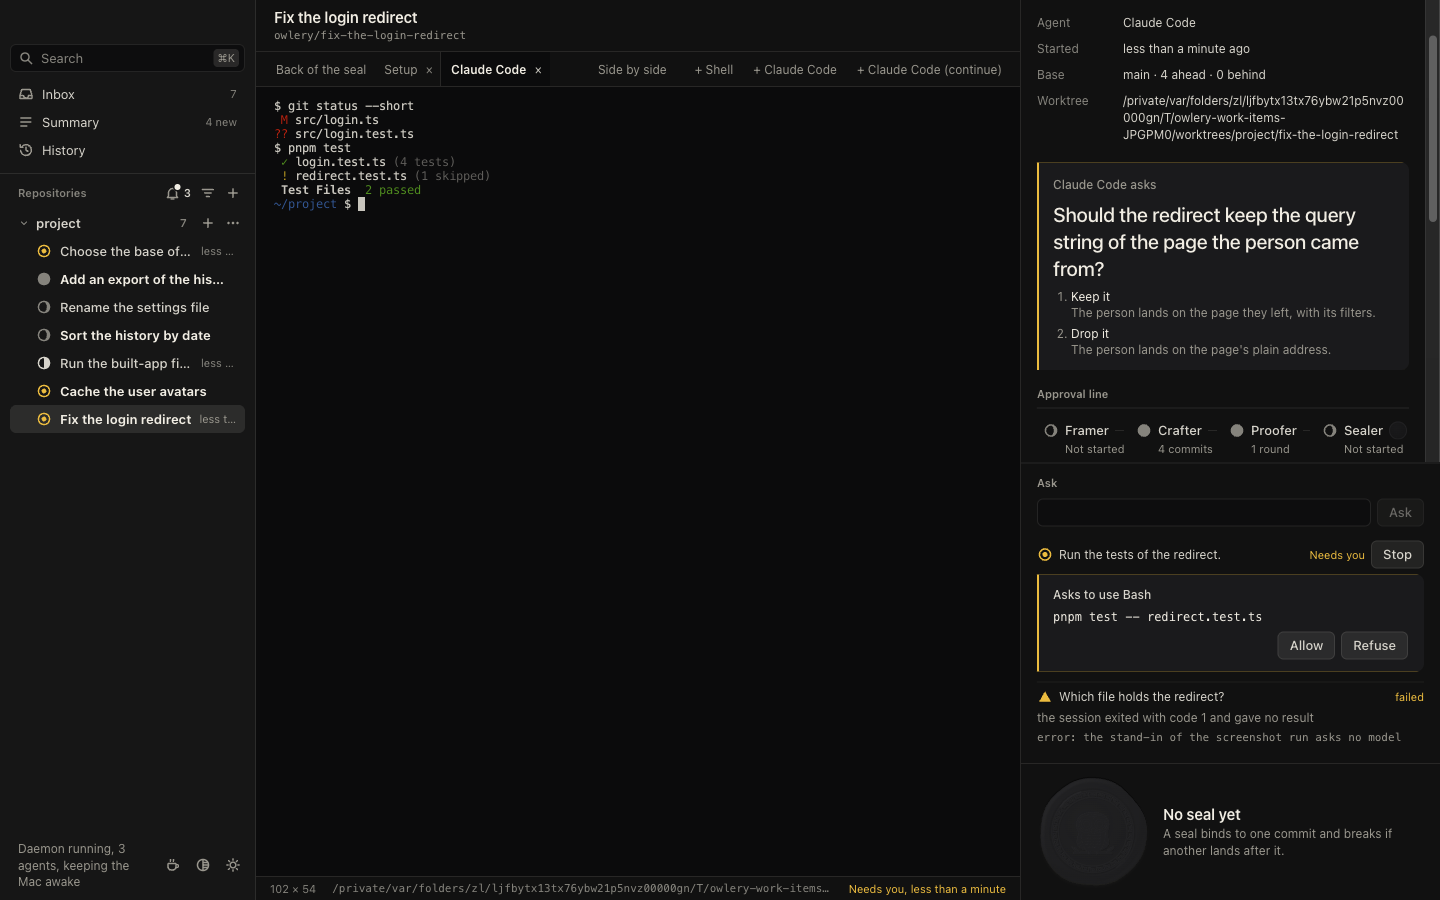 Search ⌘K
Inbox 7
Summary 4 new
History
Repositories 3
project 7
Choose the base of... less ...
Add an export of the his...
Rename the settings file
Sort the history by date
Run the built-app fi... less ...
Cache the user avatars
Fix the login redirect less t...
Daemon running, 3
agents, keeping the
Mac awake
Fix the login redirect
owlery/fix-the-login-redirect
Back of the seal Setup × Claude Code × Side by side + Shell + Claude Code + Claude Code (continue)
$ git status --short
M src/login.ts
?? src/login.test.ts
$ pnpm test
✓ login.test.ts (4 tests)
! redirect.test.ts (1 skipped)
Test Files 2 passed
~/project $
102 × 54 /private/var/folders/zl/ljfbytx13tx76ybw21p5nvz00000gn/T/owlery-work-items… Needs you, less than a minute
Agent Claude Code
Started less than a minute ago
Base main · 4 ahead · 0 behind
Worktree /private/var/folders/zl/ljfbytx13tx76ybw21p5nvz00
000gn/T/owlery-work-items-
JPGPM0/worktrees/project/fix-the-login-redirect
Claude Code asks
Should the redirect keep the query
string of the page the person came
from?
1. Keep it
The person lands on the page they left, with its filters.
2. Drop it
The person lands on the page's plain address.
Approval line
Framer Crafter Proofer Sealer
Not started 4 commits 1 round Not started
Ask
Ask
Run the tests of the redirect. Needs you Stop
Asks to use Bash
pnpm test -- redirect.test.ts
Allow Refuse
Which file holds the redirect? failed
the session exited with code 1 and gave no result
error: the stand-in of the screenshot run asks no model
No seal yet
A seal binds to one commit and breaks if
another lands after it.